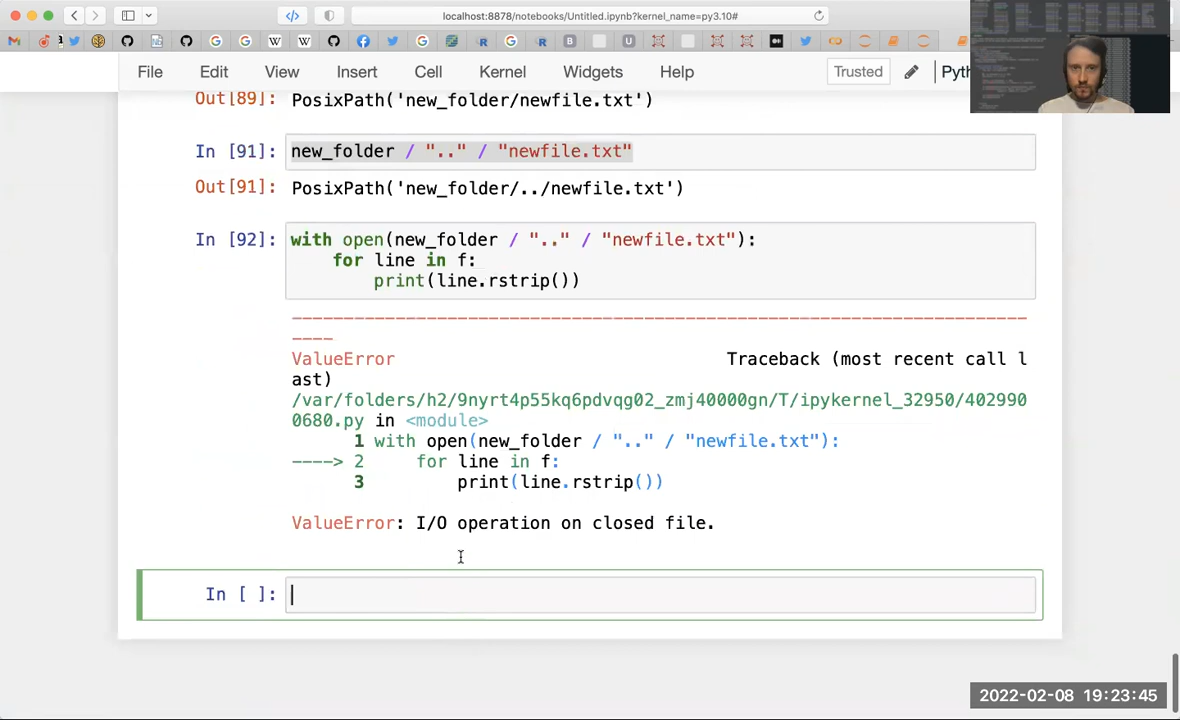 localhost:8878/notebooks/Untitled.ipynb?kernel_name=py3.10#
File Edit View Insert Cell Kernel Widgets Help Trusted Pyth
Out[89]: PosixPath('new_folder/newfile.txt')
In [91]: new_folder / ".." / "newfile.txt"
Out[91]: PosixPath('new_folder/../newfile.txt')
In [92]: with open(new_folder / ".." / "newfile.txt"):
for line in f:
print(line.rstrip())
---------------------------------------------------------------------------
ValueError Traceback (most recent call l
ast)
/var/folders/h2/9nyrt4p55kq6pdvqg02_zmj40000gn/T/ipykernel_32950/402990
0680.py in <module>
1 with open(new_folder / ".." / "newfile.txt"):
----> 2 for line in f:
3 print(line.rstrip())
ValueError: I/O operation on closed file.
In [ ]:
2022-02-08 19:23:45